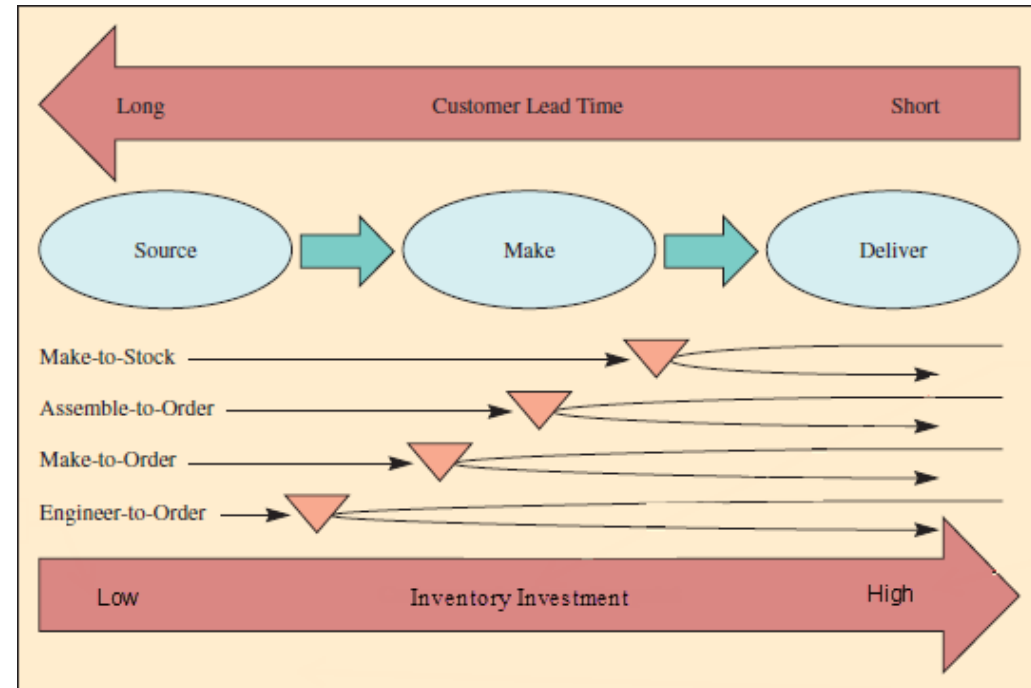 Long Customer Lead Time Short
Source Make Deliver
Make-to-Stock
Assemble-to-Order
Make-to-Order
Engineer-to-Order
Low Inventory Investment High